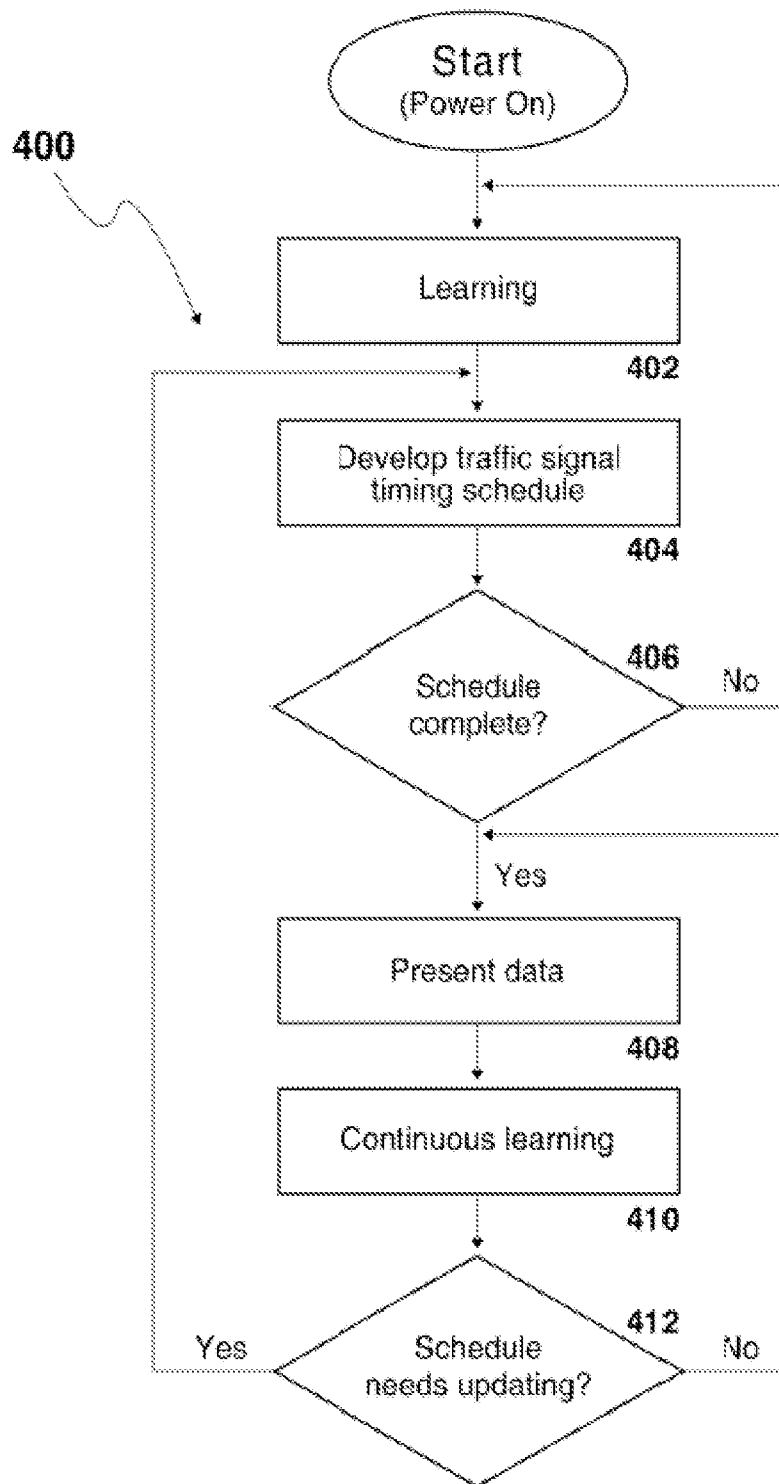 Start
(Power On)
400
Learning
402
Develop traffic signal
timing schedule
404
406
Schedule
complete?
No
Yes
Present data
408
Continuous learning
410
412
Yes
Schedule
needs updating?
No